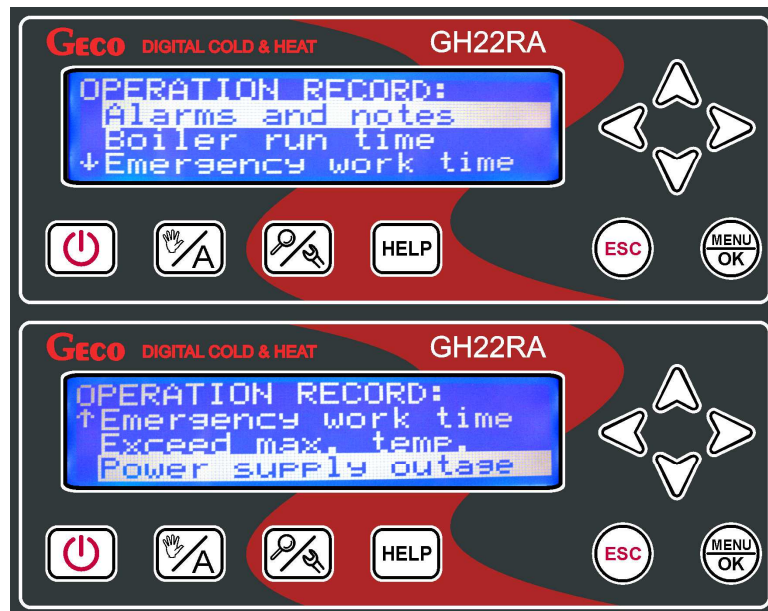 GECO DIGITAL COLD & HEAT GH22RA
OPERATION RECORD:
Alarms and notes
Boiler run time
↓Emergency work time
A HELP ESC MENU OK
GECO DIGITAL COLD & HEAT GH22RA
OPERATION RECORD:
↑Emergency work time
Exceed max. temp.
Power supply outage
A HELP ESC MENU OK